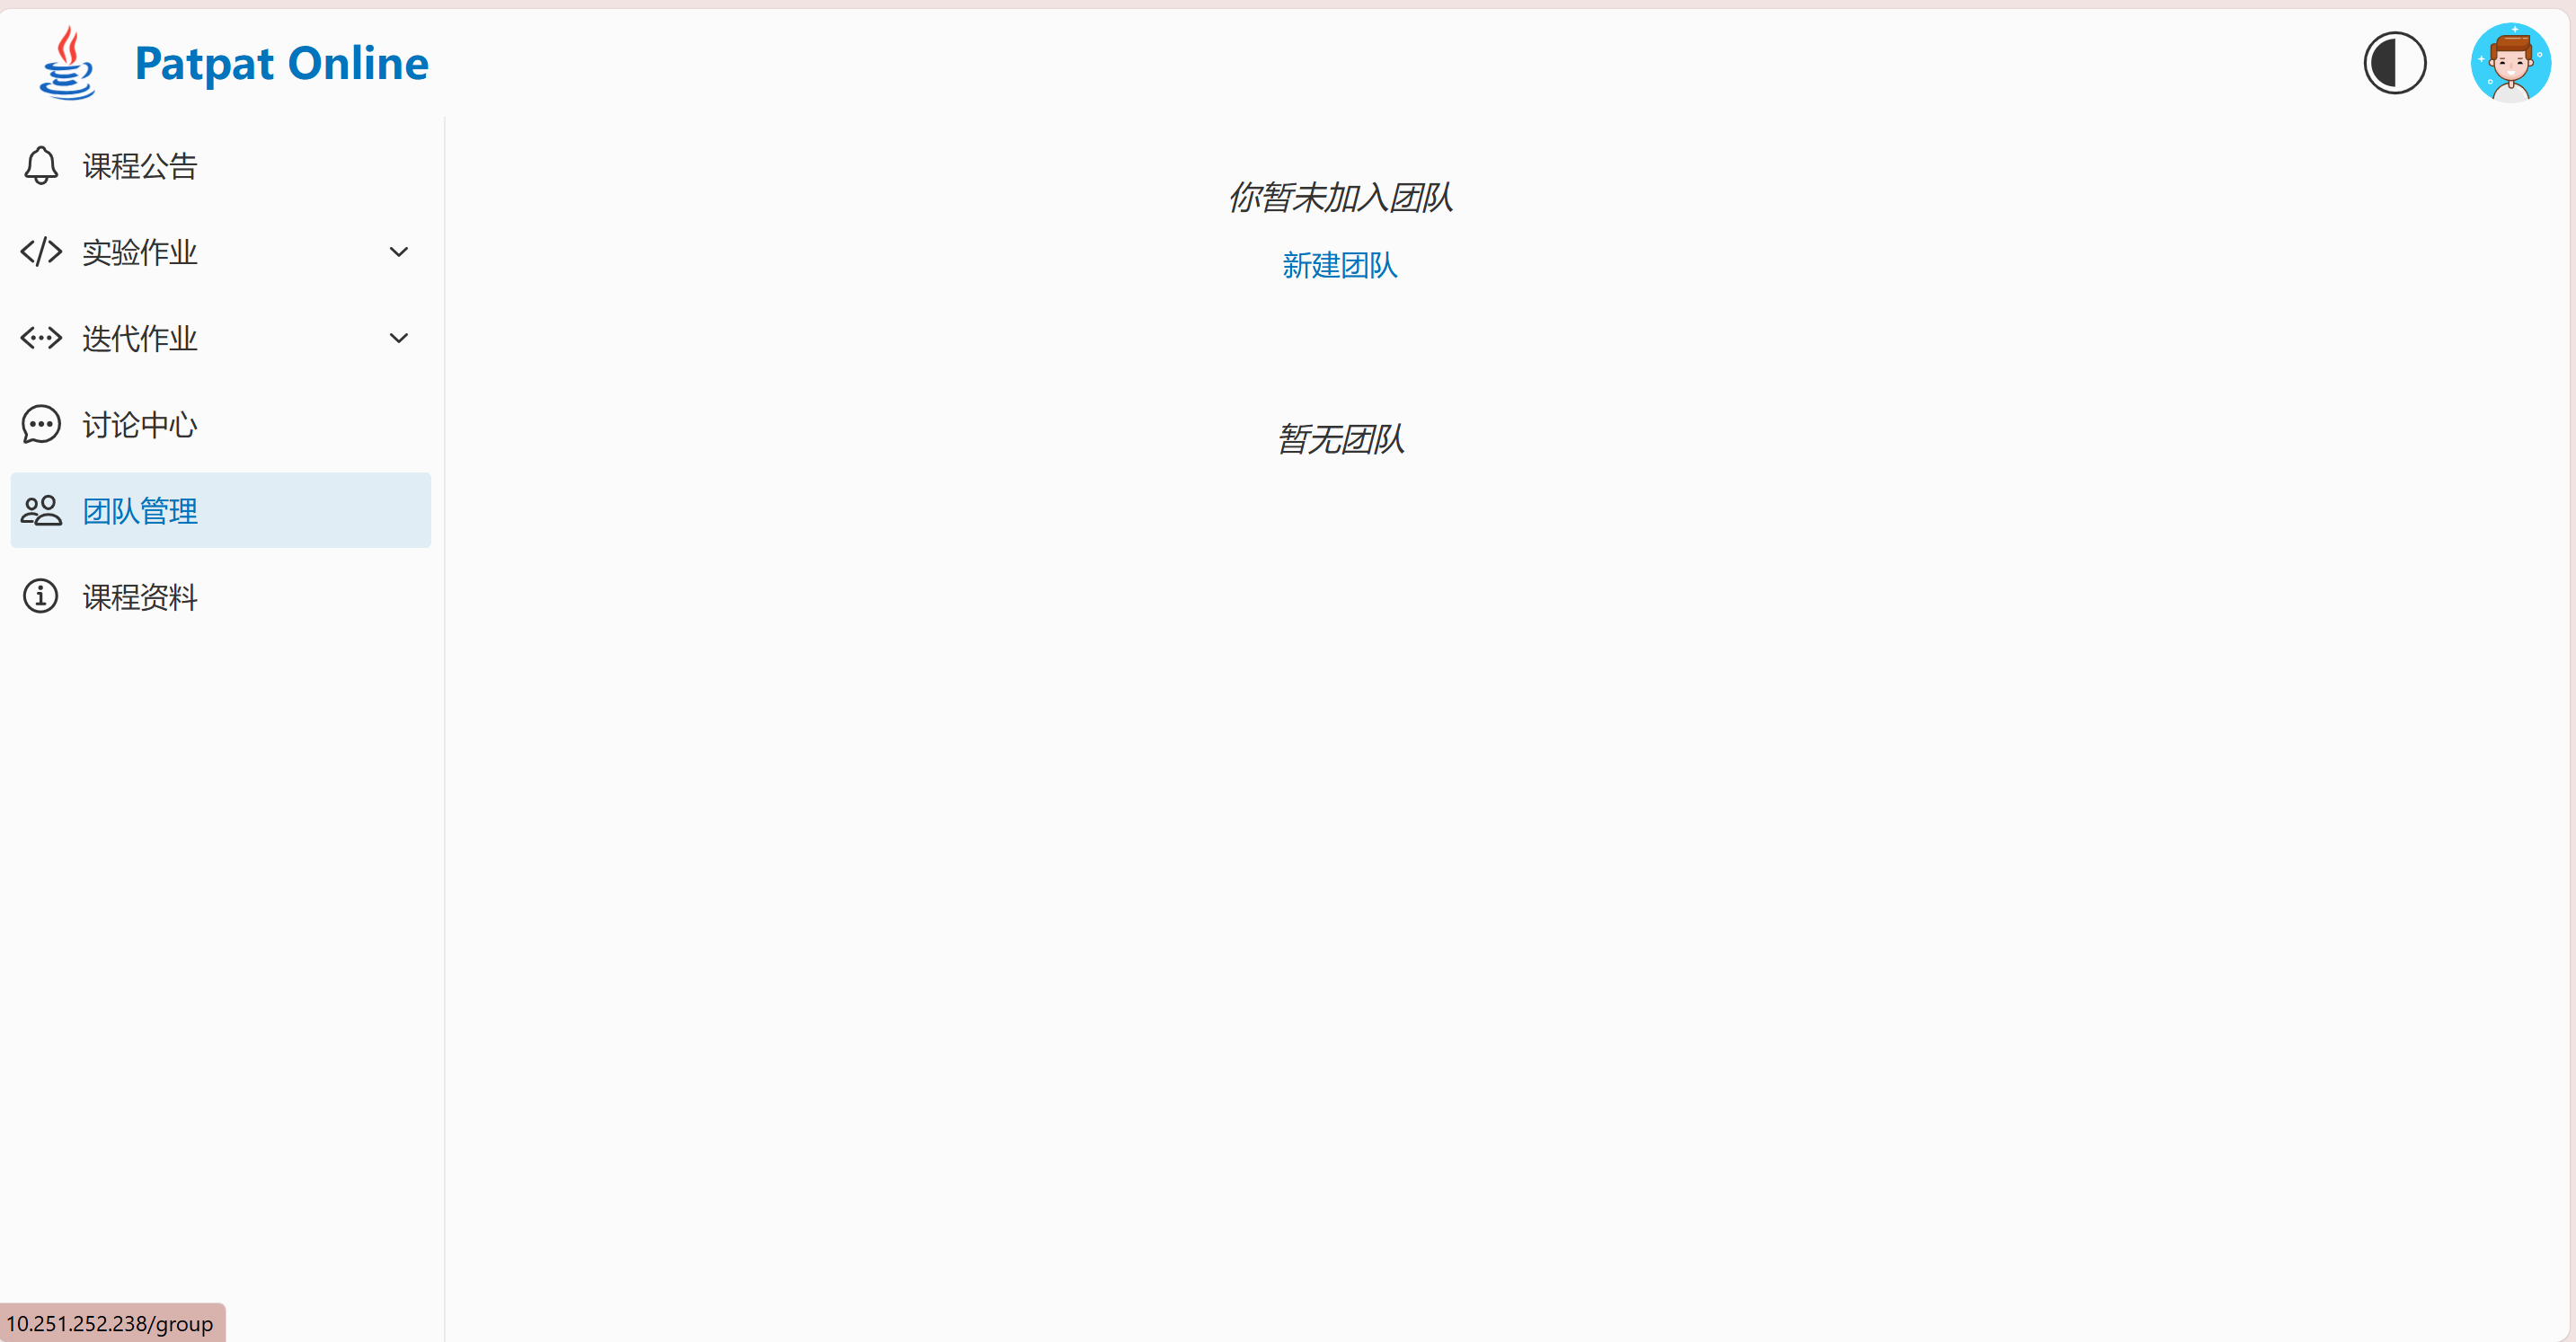 Patpat Online
课程公告
实验作业
迭代作业
讨论中心
团队管理
课程资料
你暂未加入团队
新建团队
暂无团队
10.251.252.238/group